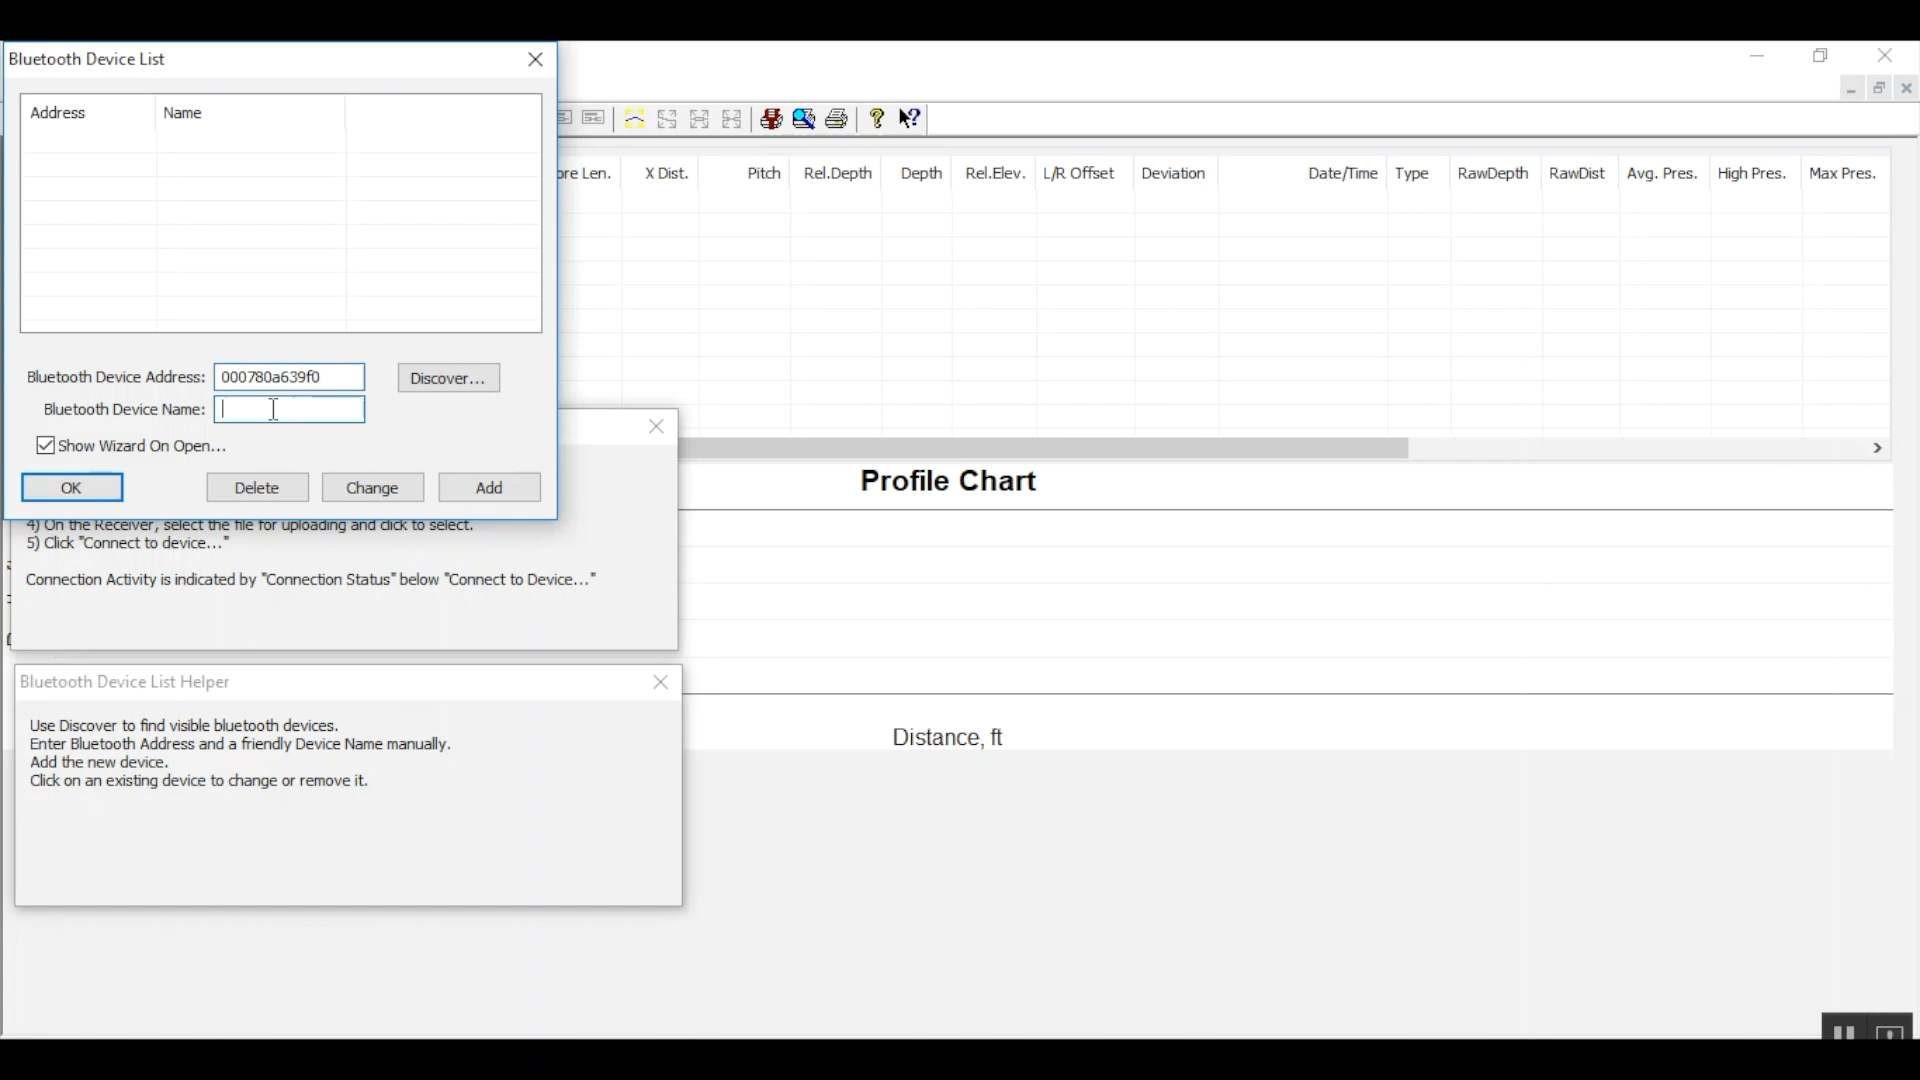 Bluetooth Device List
Address Name
Bluetooth Device Address: 000780a639f0 Discover...
Bluetooth Device Name:
Show Wizard On Open...
OK Delete Change Add
ore Len. X Dist. Pitch Rel.Depth Depth Rel.Elev. L/R Offset Deviation Date/Time Type RawDepth RawDist Avg. Pres. High Pres. Max Pres.
4) On the Receiver, select the file for uploading and click to select.
5) Click "Connect to device..."
Connection Activity is indicated by "Connection Status" below "Connect to Device..."
Profile Chart
Distance, ft
Bluetooth Device List Helper
Use Discover to find visible bluetooth devices.
Enter Bluetooth Address and a friendly Device Name manually.
Add the new device.
Click on an existing device to change or remove it.